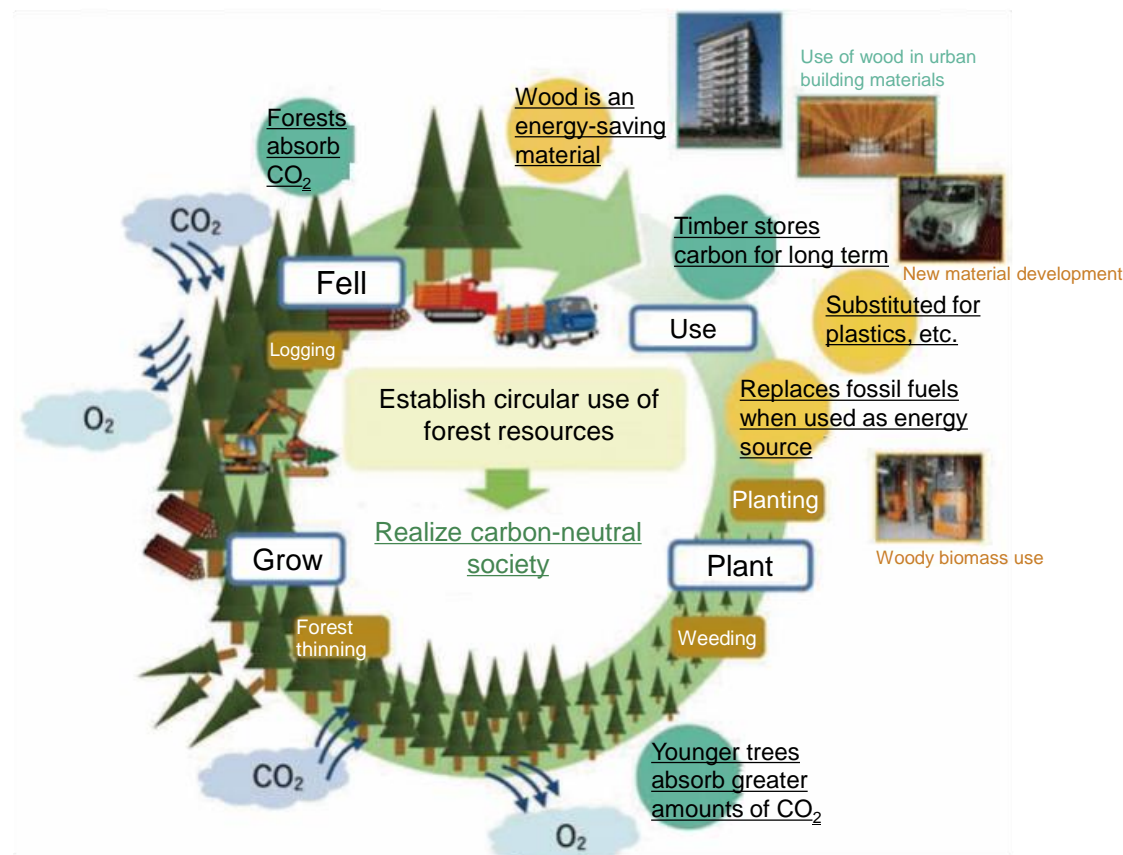 Use of wood in urban
building materials
Wood is an
energy-saving
material
Forests
absorb
CO₂
CO₂
Timber stores
carbon for long term
Fell
New material development
Substituted for
plastics, etc.
Use
Logging
Establish circular use of
forest resources
Replaces fossil fuels
when used as energy
source
O₂
Planting
Realize carbon-neutral
society
Grow
Plant
Woody biomass use
Forest
thinning
Weeding
Younger trees
absorb greater
amounts of CO₂
CO₂
O₂